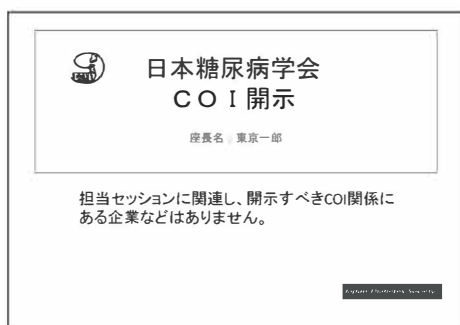 日本糖尿病学会
ＣＯＩ開示
座長名：東京一郎
担当セッションに関連し、開示すべきCOI関係に
ある企業などはありません。